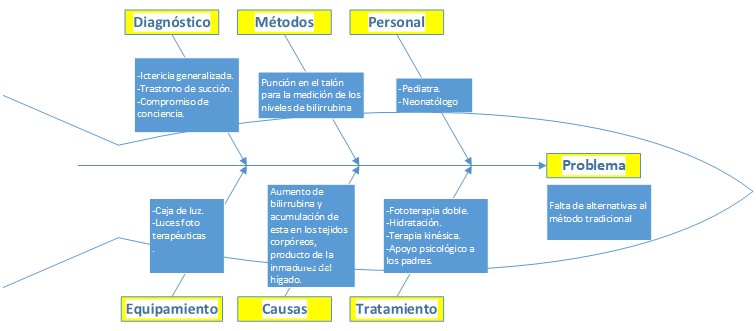 Diagnóstico
Métodos
Personal
-Ictericia generalizada.
-Trastorno de succión.
-Compromiso de
conciencia.
Punción en el talón
para la medición de los
niveles de bilirrubina
-Pediatra.
-Neonatólogo
Problema
Falta de alternativas al
método tradicional
-Caja de luz.
-Luces foto
terapéuticas
.
Aumento de
bilirrubina y
acumulación de
esta en los tejidos
corpóreos,
producto de la
inmadurez del
hígado.
-Fototerapia doble.
-Hidratación.
-Terapia kinésica.
-Apoyo psicológico a
los padres.
Equipamiento
Causas
Tratamiento